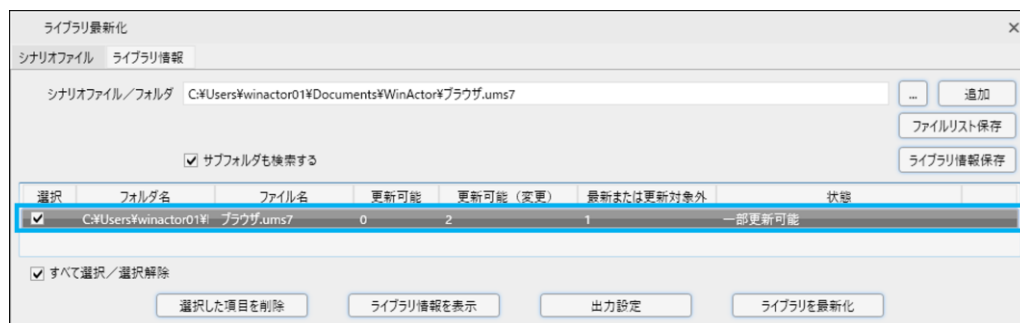 ライブラリ最新化
シナリオファイル ライブラリ情報
シナリオファイル／フォルダ C:¥Users¥winactor01¥Documents¥WinActor¥ブラウザ.ums7 ... 追加
ファイルリスト保存
サブフォルダも検索する ライブラリ情報保存
選択 フォルダ名 ファイル名 更新可能 更新可能（変更） 最新または更新対象外 状態
C:¥Users¥winactor01¥ ブラウザ.ums7 0 2 1 一部更新可能
すべて選択／選択解除
選択した項目を削除 ライブラリ情報を表示 出力設定 ライブラリを最新化